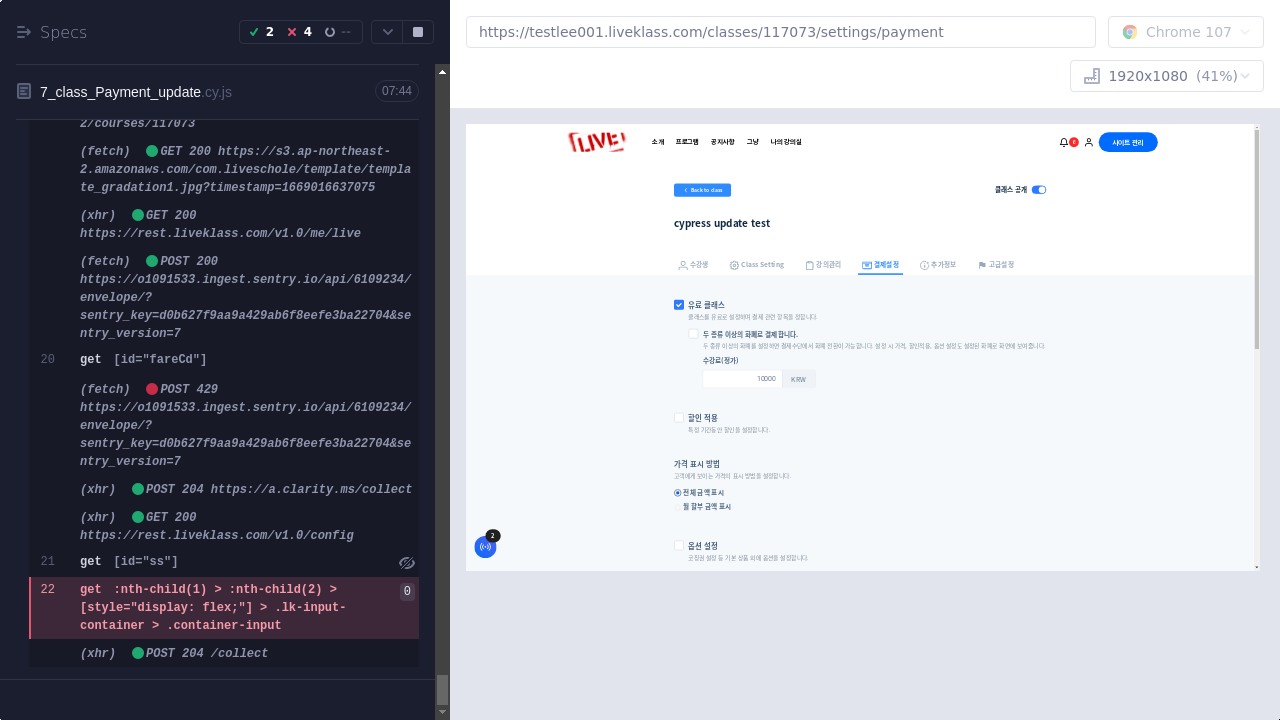 Specs
2
4
--
7_class_Payment_update.cy.js
07:44
2/courses/117073
(fetch) GET 200 https://s3.ap-northeast-
2.amazonaws.com/com.liveschole/template/templa
te_gradation1.jpg?timestamp=1669016637075
(xhr) GET 200
https://rest.liveklass.com/v1.0/me/live
(fetch) POST 200
https://o1091533.ingest.sentry.io/api/6109234/
envelope/?
sentry_key=d0b627f9aa9a429ab6f8eefe3ba22704&se
ntry_version=7
20 get [id="fareCd"]
(fetch) POST 429
https://o1091533.ingest.sentry.io/api/6109234/
envelope/?
sentry_key=d0b627f9aa9a429ab6f8eefe3ba22704&se
ntry_version=7
(xhr) POST 204 https://a.clarity.ms/collect
(xhr) GET 200
https://rest.liveklass.com/v1.0/config
21 get [id="ss"]
22 get :nth-child(1) > :nth-child(2) >
[style="display: flex;"] > .lk-input-
container > .container-input
0
(xhr) POST 204 /collect
https://testlee001.liveklass.com/classes/117073/settings/payment
Chrome 107
1920x1080 (41%)
LIVE!
소개 프로그램 공지사항 그냥 나의 강의실
6
사이트 관리
Back to class
클래스 공개
cypress update test
수강생 Class Setting 강의관리 결제설정 추가정보 고급설정
유료 클래스
클래스를 유료로 설정하여 결제 관련 항목을 정합니다.
두 종류 이상의 화폐로 결제합니다.
두 종류 이상의 화폐를 설정하면 결제수단에서 화폐 전환이 가능합니다. 설정 시 가격, 할인적용, 옵션 설정도 설정된 화폐로 화면에 보여줍니다.
수강료(정가)
10000 KRW
할인 적용
특정 기간동안 할인을 설정합니다.
가격 표시 방법
고객에게 보이는 가격의 표시 방법을 설정합니다.
전체 금액 표시
월 할부 금액 표시
2
옵션 설정
코칭권 설정 등 기본 상품 외에 옵션을 설정합니다.